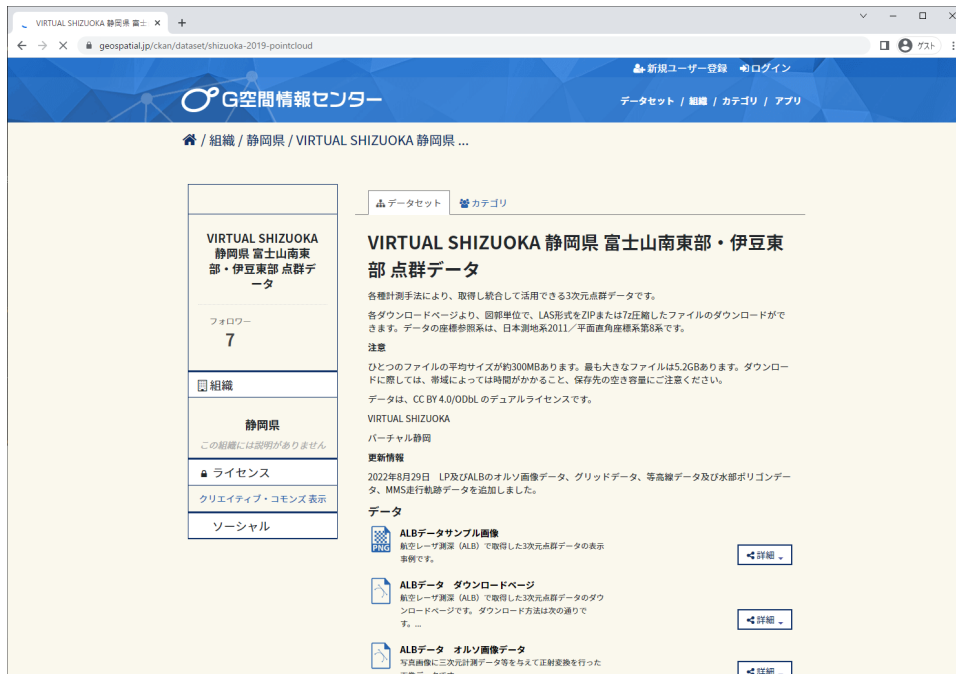 VIRTUAL SHIZUOKA 静岡県 富士
geospatial.jp/ckan/dataset/shizuoka-2019-pointcloud
ゲスト
新規ユーザー登録 ログイン
G空間情報センター
データセット / 組織 / カテゴリ / アプリ
/ 組織 / 静岡県 / VIRTUAL SHIZUOKA 静岡県 ...
データセット カテゴリ
VIRTUAL SHIZUOKA
静岡県 富士山南東
部・伊豆東部 点群デ
ータ
フォロワー
7
組織
静岡県
この組織には説明がありません
ライセンス
クリエイティブ・コモンズ 表示
ソーシャル
VIRTUAL SHIZUOKA 静岡県 富士山南東部・伊豆東
部 点群データ
各種計測手法により、取得し統合して活用できる3次元点群データです。
各ダウンロードページより、図郭単位で、LAS形式をZIPまたは7z圧縮したファイルのダウンロードがで
きます。データの座標参照系は、日本測地系2011／平面直角座標系第8系です。
注意
ひとつのファイルの平均サイズが約300MBあります。最も大きなファイルは5.2GBあります。ダウンロー
ドに際しては、帯域によっては時間がかかること、保存先の空き容量にご注意ください。
データは、CC BY 4.0/ODbL のデュアルライセンスです。
VIRTUAL SHIZUOKA
バーチャル静岡
更新情報
2022年8月29日 LP及びALBのオルソ画像データ、グリッドデータ、等高線データ及び水部ポリゴンデー
タ、MMS走行軌跡データを追加しました。
データ
PNG
ALBデータサンプル画像
航空レーザ測深（ALB）で取得した3次元点群データの表示
事例です。
詳細
ALBデータ ダウンロードページ
航空レーザ測深（ALB）で取得した3次元点群データのダウ
ンロードページです。 ダウンロード方法は次の通りで
す。...
詳細
ALBデータ オルソ画像データ
写真画像に三次元計測データ等を与えて正射変換を行った
詳細